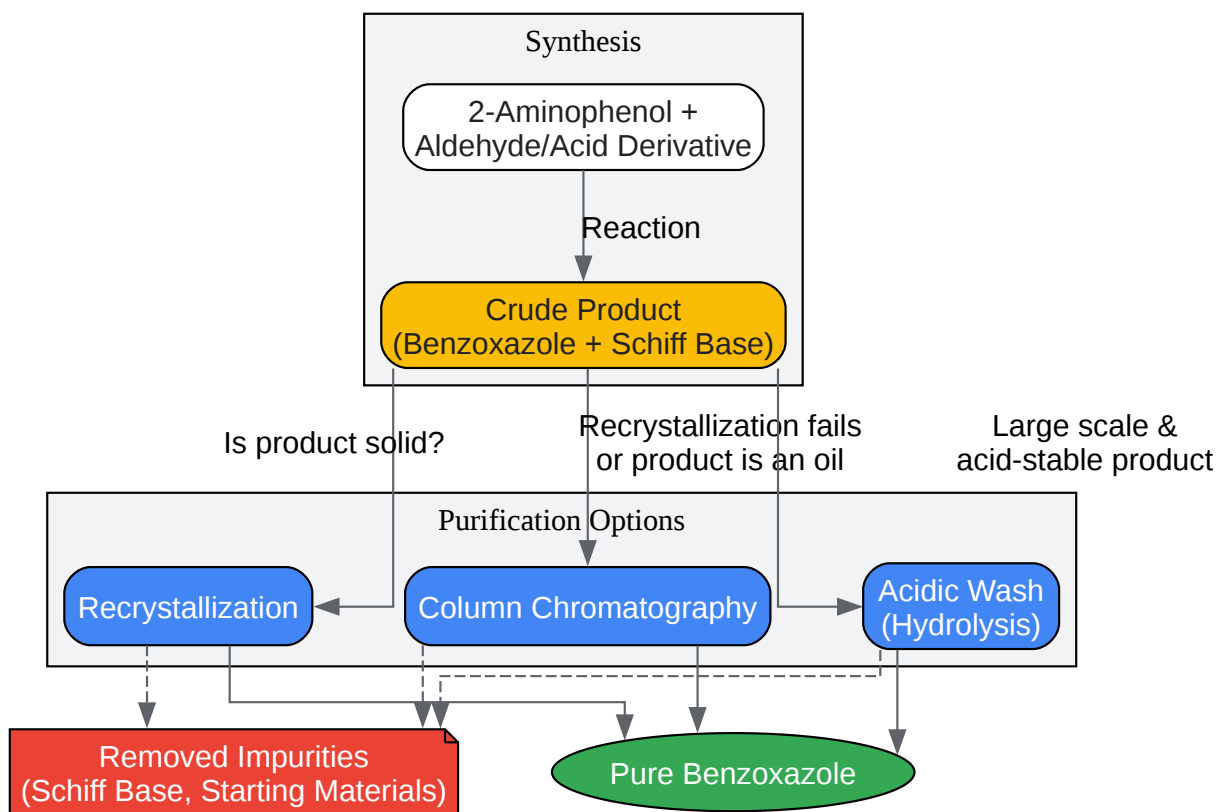 Synthesis
2-Aminophenol +
Aldehyde/Acid Derivative
Reaction
Crude Product
(Benzoxazole + Schiff Base)
Is product solid?
Recrystallization fails
or product is an oil
Large scale &
acid-stable product
Purification Options
Recrystallization
Column Chromatography
Acidic Wash
(Hydrolysis)
Removed Impurities
(Schiff Base, Starting Materials)
Pure Benzoxazole